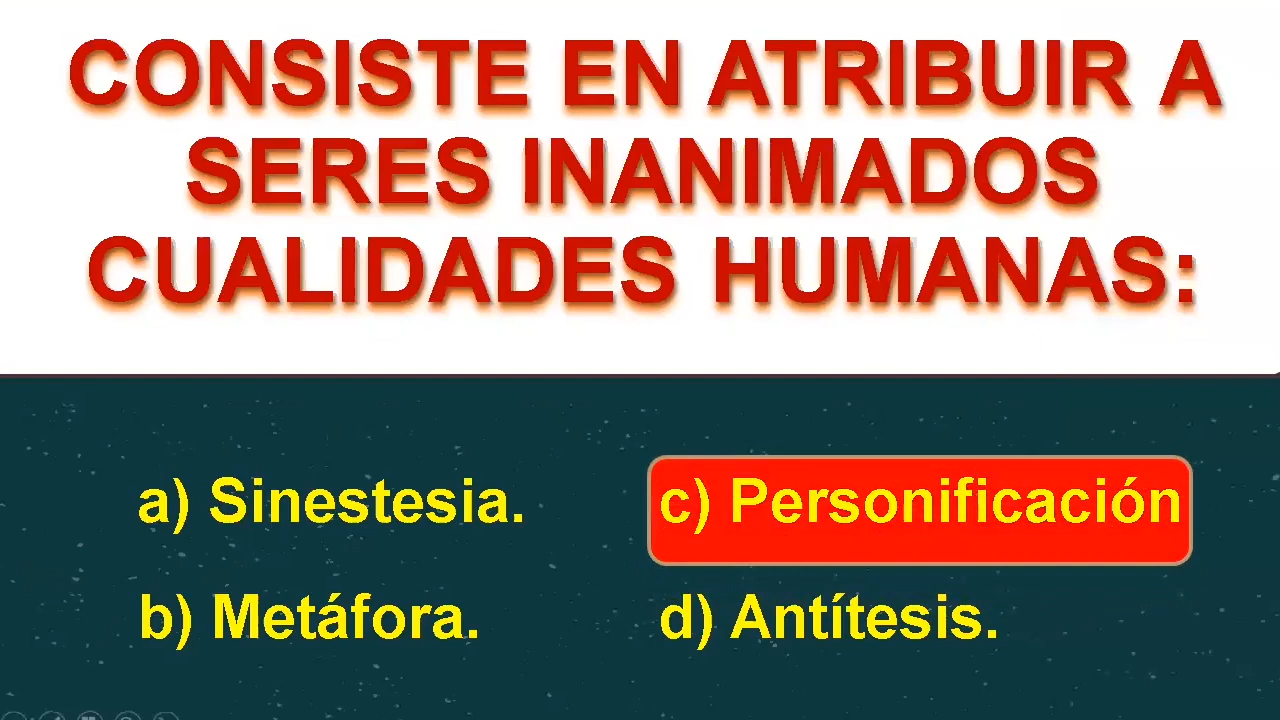 CONSISTE EN ATRIBUIR A
SERES INANIMADOS
CUALIDADES HUMANAS:
a) Sinestesia.
c) Personificación
b) Metáfora.
d) Antítesis.